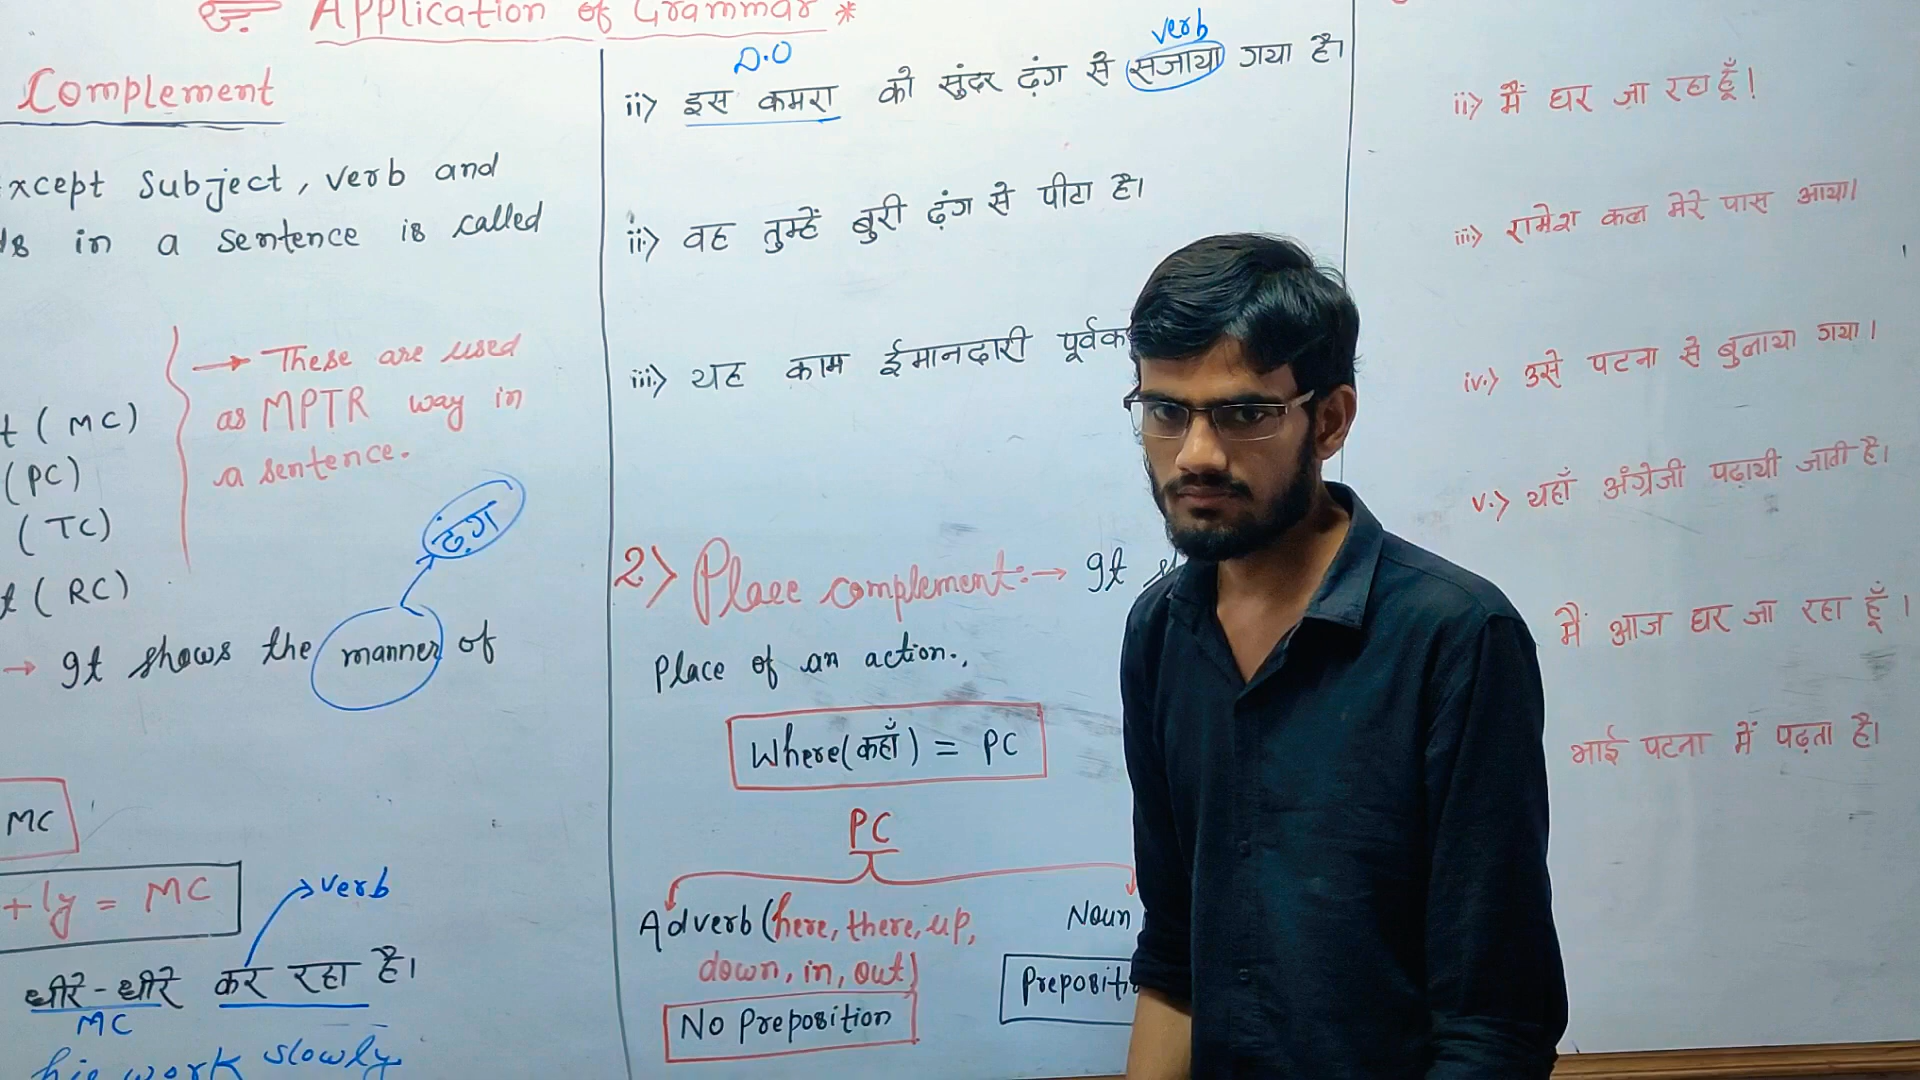 Application of Grammar *
Complement
xcept Subject, verb and
in a sentence is called
→ These are used
as MPTR way in
a sentence.
t (MC)
(PC)
(TC)
t (RC)
ढ़ंग
→ It shows the manner of
MC
+ ly = MC
→ verb
धीरे-धीरे कर रहा है।
MC
his work slowly
D.O
verb
ii> इस कमरा को सुंदर ढ़ंग से सजाया गया है।
ii> वह तुम्हें बुरी ढ़ंग से पीटा है।
iii> यह काम ईमानदारी पूर्वक
2> Place complement:→ It
Place of an action.
Where(कहाँ) = PC
PC
Adverb (here, there, up,
down, in, out)
No Preposition
Noun
Prepositi
ii> मैं घर जा रहा हूँ!
iii> रामेश कल मेरे पास आया।
iv.> उसे पटना से बुलाया गया।
v.> यहाँ अंग्रेजी पढ़ायी जाती है।
मैं आज घर जा रहा हूँ।
भाई पटना में पढ़ता है।